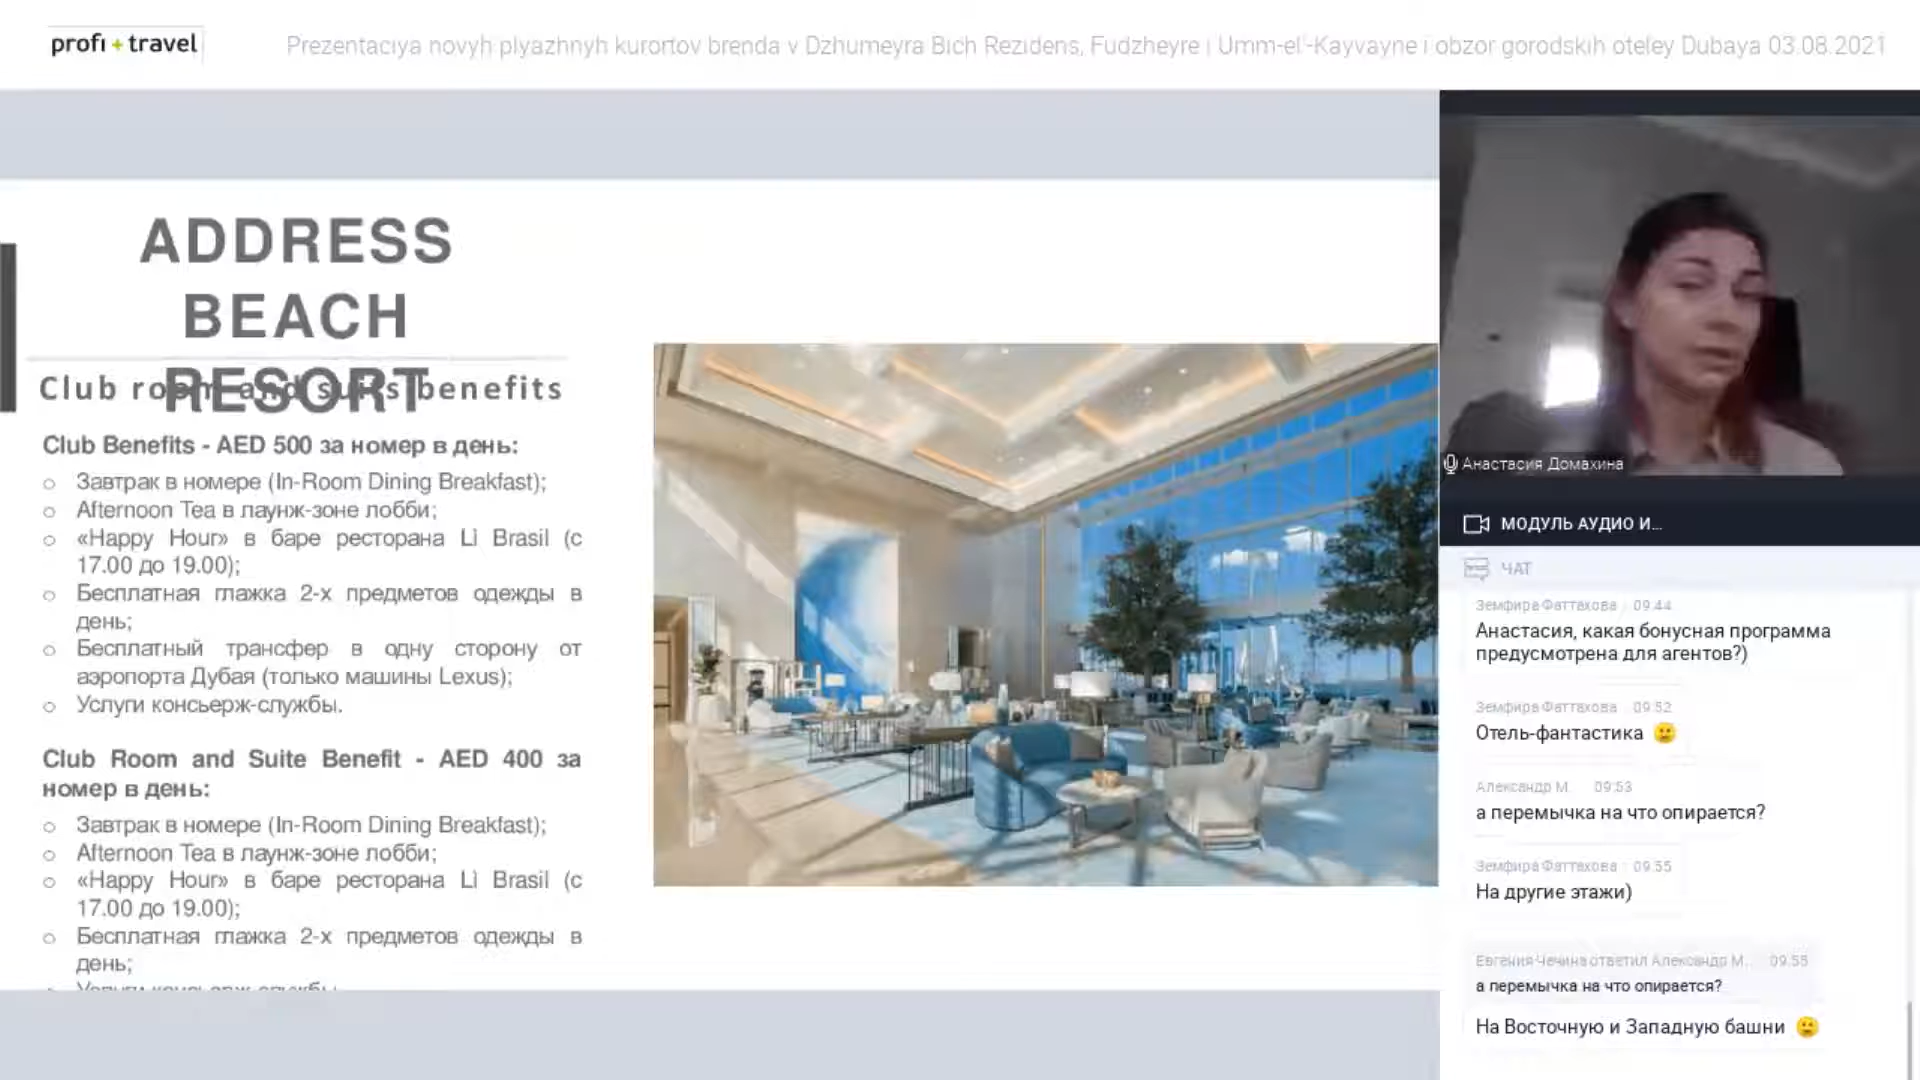 profi + travel
Prezentaciya novyh plyazhnyh kurortov brenda v Dzhumeyra Bich Rezidens, Fudzheyre i Umm-el'-Kayvayne i obzor gorodskih oteley Dubaya 03.08.2021
ADDRESS
BEACH
RESORT
Club room and suits benefits
Club Benefits - AED 500 за номер в день:
○ Завтрак в номере (In-Room Dining Breakfast);
○ Afternoon Tea в лаунж-зоне лобби;
○ «Happy Hour» в баре ресторана Li Brasil (с
17.00 до 19.00);
○ Бесплатная глажка 2-х предметов одежды в
день;
○ Бесплатный трансфер в одну сторону от
аэропорта Дубая (только машины Lexus);
○ Услуги консьерж-службы.
Club Room and Suite Benefit - AED 400 за
номер в день:
○ Завтрак в номере (In-Room Dining Breakfast);
○ Afternoon Tea в лаунж-зоне лобби;
○ «Happy Hour» в баре ресторана Li Brasil (с
17.00 до 19.00);
○ Бесплатная глажка 2-х предметов одежды в
день;
Услуги консьерж-службы
Анастасия Домахина
МОДУЛЬ АУДИО И...
ЧАТ
Земфира Фаттахова 09:44
Анастасия, какая бонусная программа
предусмотрена для агентов?)
Земфира Фаттахова 09:52
Отель-фантастика 🙂
Александр М. 09:53
а перемычка на что опирается?
Земфира Фаттахова 09:55
На другие этажи)
Евгения Чечина ответил Александр М... 09:55
а перемычка на что опирается?
На Восточную и Западную башни 🙂